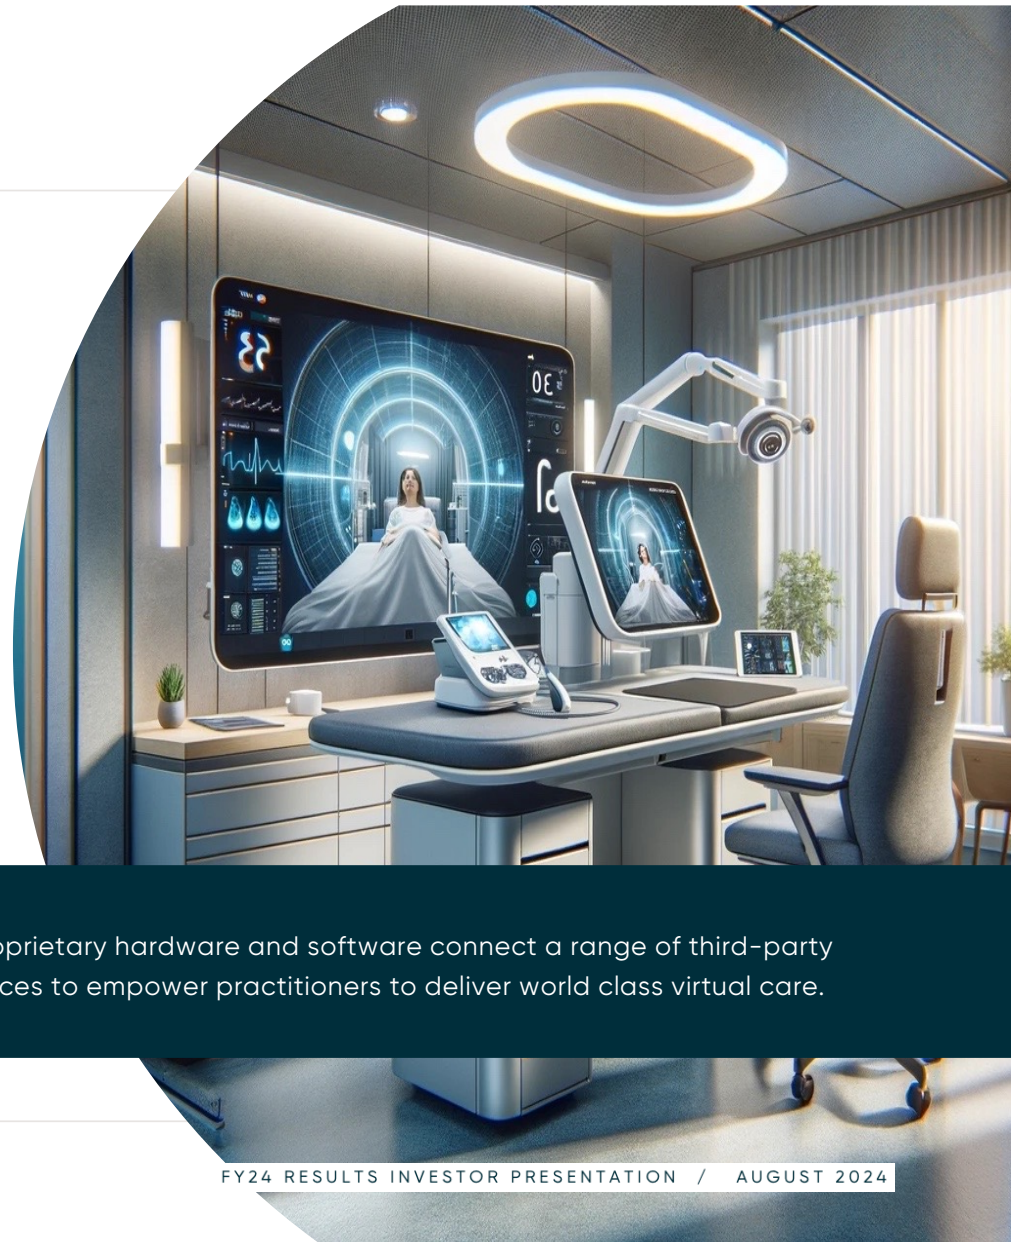 oprietary hardware and software connect a range of third-party
ces to empower practitioners to deliver world class virtual care.
FY24 RESULTS INVESTOR PRESENTATION / AUGUST 2024